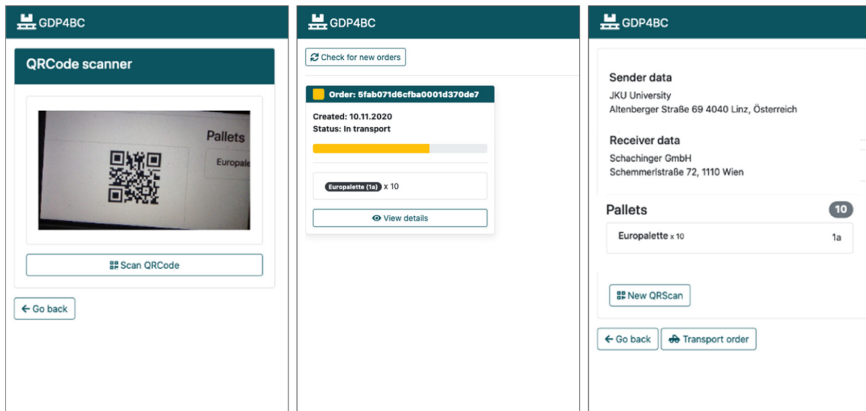 GDP4BC
QRCode scanner
Pallets
Europale
Scan QRCode
Go back
GDP4BC
Check for new orders
Order: 5fab071d6cfba0001d370de7
Created: 10.11.2020
Status: In transport
Europalette (1a) x 10
View details
GDP4BC
Sender data
JKU University
Altenberger Straße 69 4040 Linz, Österreich
Receiver data
Schachinger GmbH
Schemmerlstraße 72, 1110 Wien
Pallets 10
Europalette x 10 1a
New QRScan
Go back Transport order